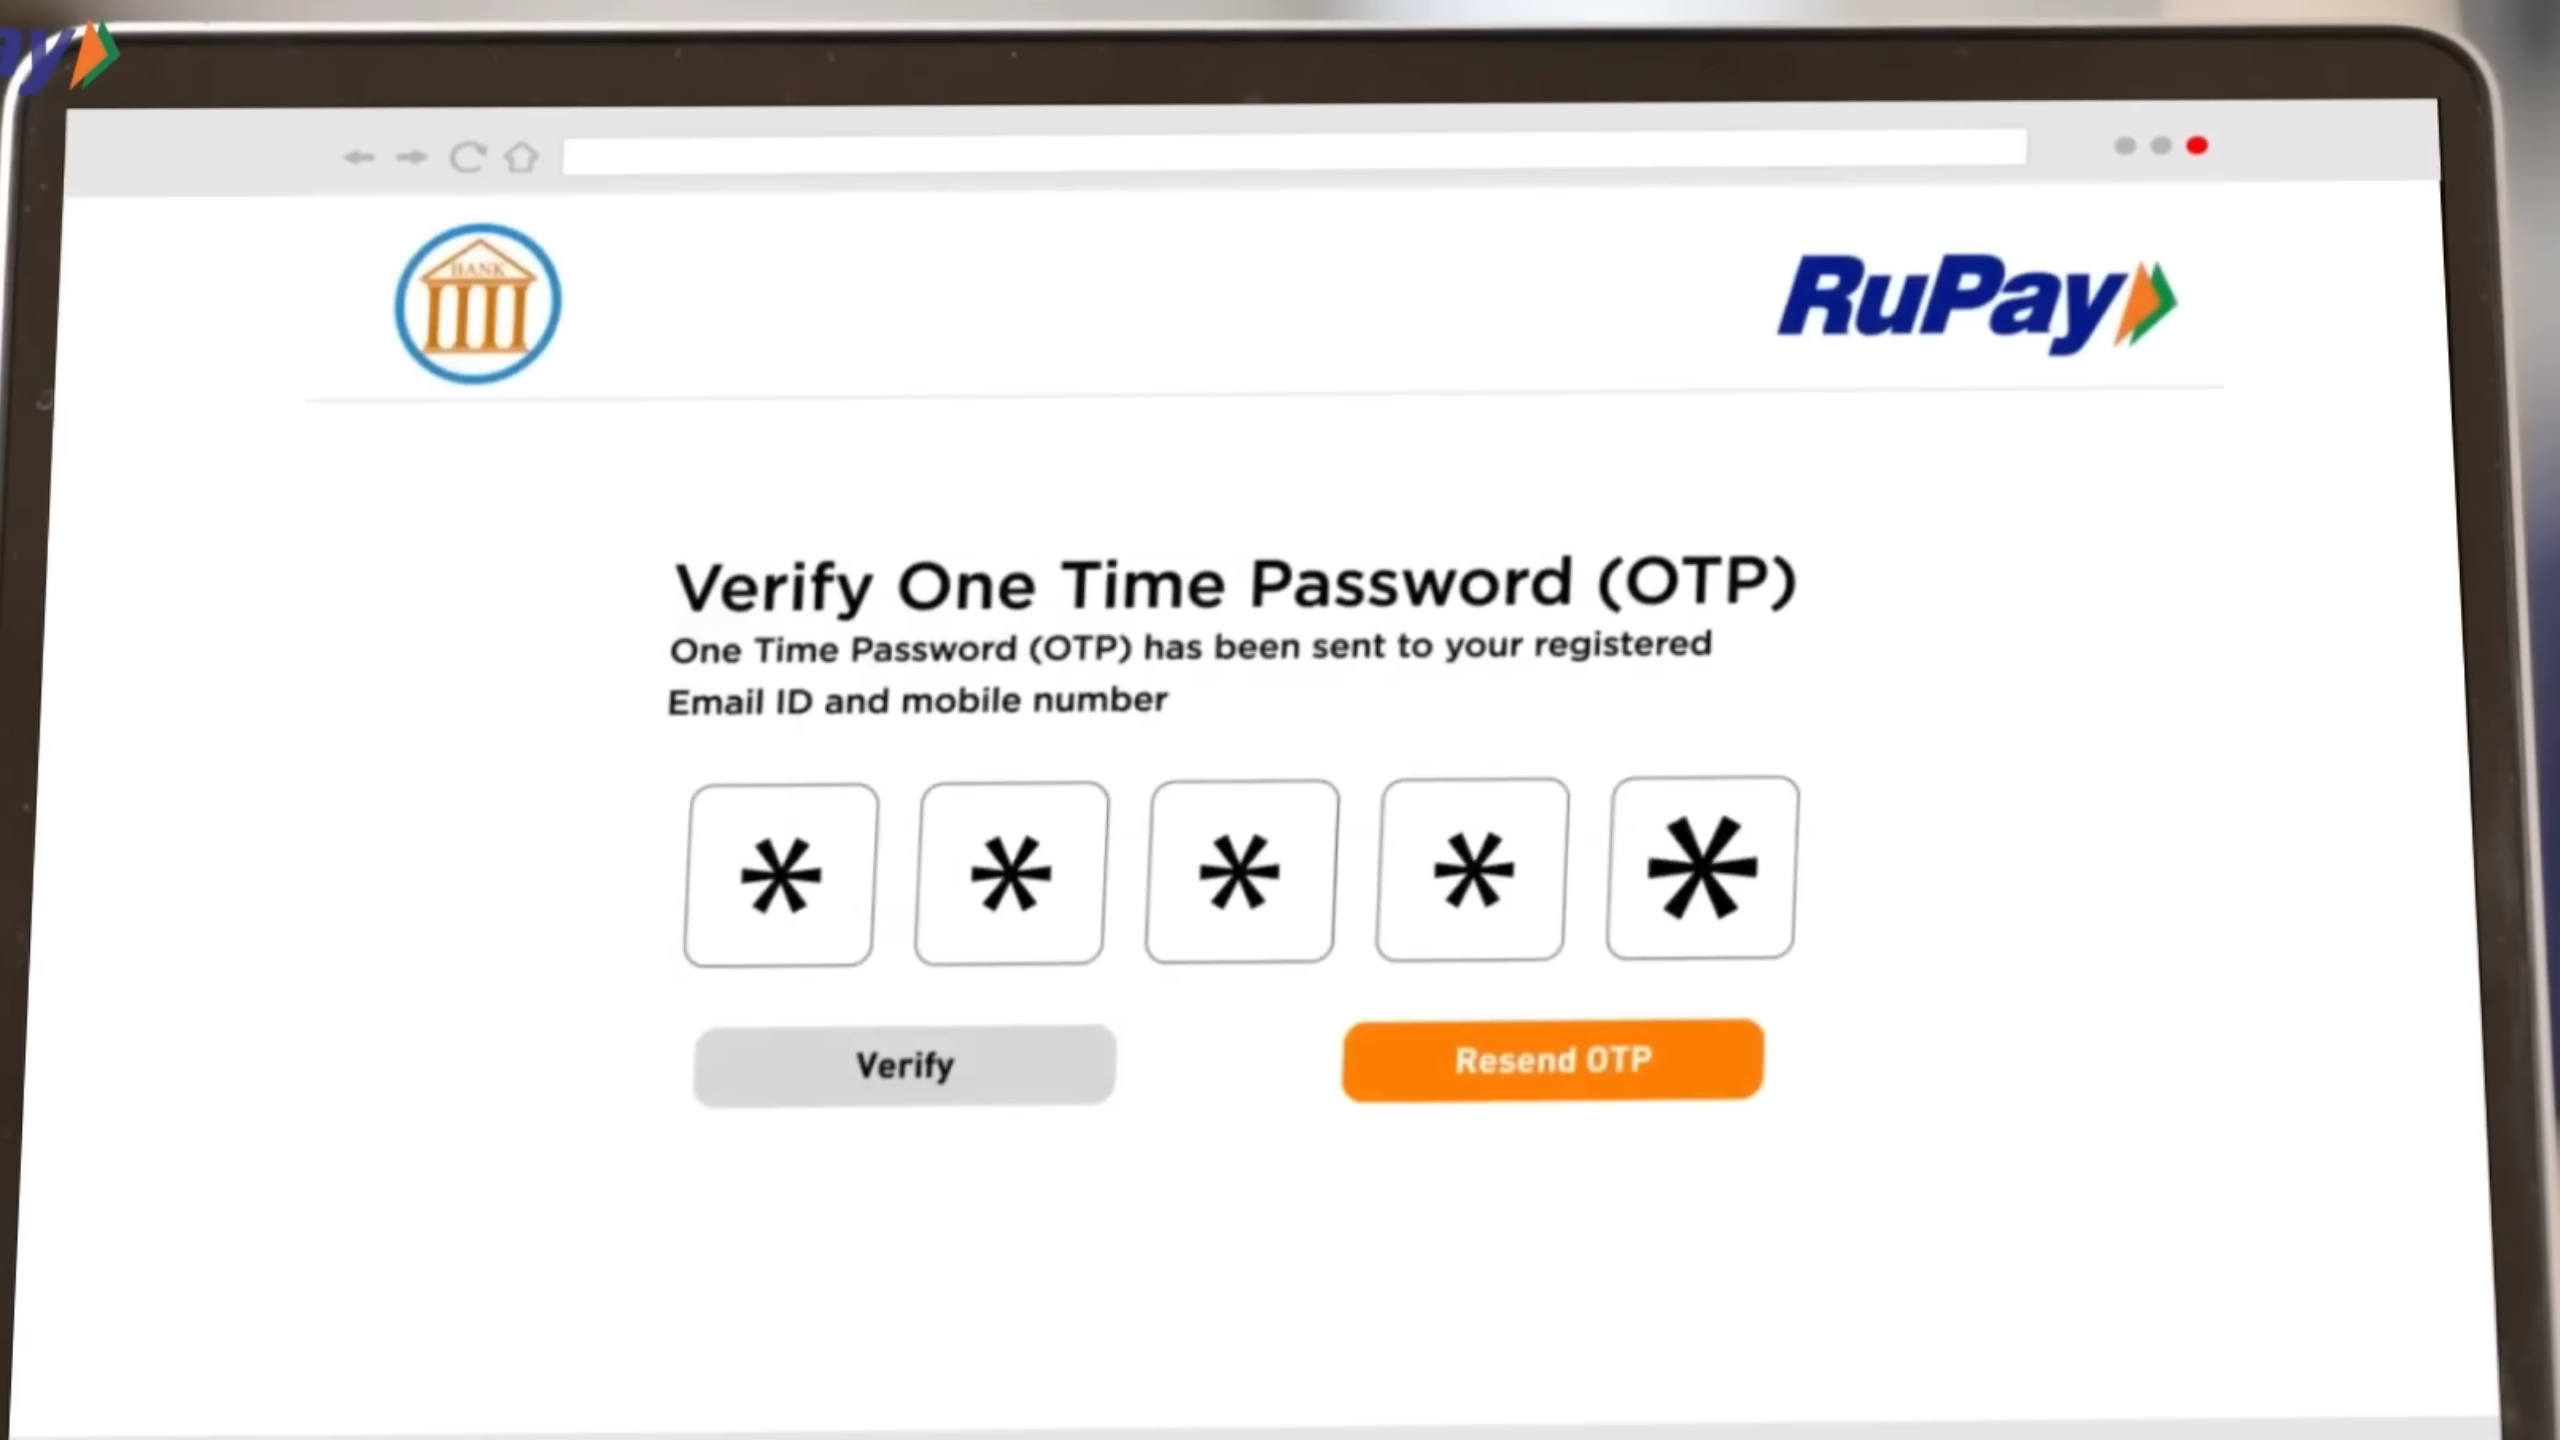 ay
BANK
RuPay
Verify One Time Password (OTP)
One Time Password (OTP) has been sent to your registered
Email ID and mobile number
* * * * *
Verify
Resend OTP